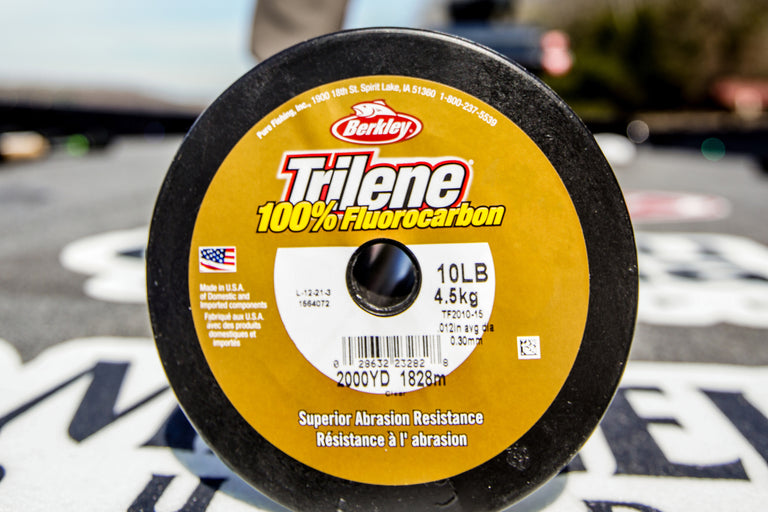 Pure Fishing, Inc., 1900 18th St. Spirit Lake, IA 51360 1-800-237-5539
Berkley
Trilene
100% Fluorocarbon
Made in U.S.A.
of Domestic and
Imported components
Fabriqué aux U.S.A.
avec des produits
domestiques et
importés
L-12-21-3
1564072
10LB
4.5kg
TF2010-15
.012in avg dia
0.30mm
0 28632 23282 8
2000YD 1828m
Clear
Superior Abrasion Resistance
Résistance à l' abrasion